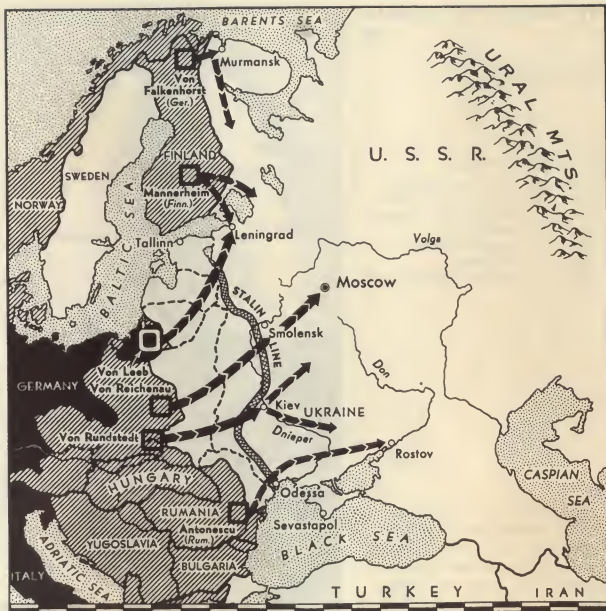 BARENTS SEA
Murmansk
Von
Falkenhorst
(Ger.)
URAL MTS
U. S. S. R.
FINLAND
SWEDEN
NORWAY
Mannerheim
(Finn.)
BALTIC SEA
Tallinn
Leningrad
Volga
STALIN LINE
Moscow
Smolensk
Don
Von Leeb
Von Reichenau
GERMANY
Kiev
UKRAINE
Dnieper
Von Rundstedt
Rostov
HUNGARY
CASPIAN
SEA
Odessa
RUMANIA
Antonescu
(Rum.)
Sevastapol
YUGOSLAVIA
BLACK SEA
ADRIATIC SEA
BULGARIA
ITALY
TURKEY
IRAN